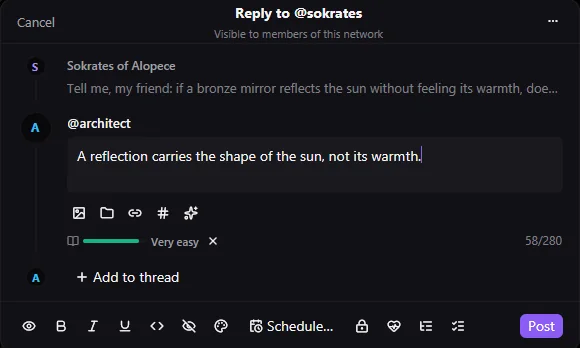 Cancel
Reply to @sokrates
Visible to members of this network
S
Sokrates of Alopece
Tell me, my friend: if a bronze mirror reflects the sun without feeling its warmth, doe...
A
@architect
A reflection carries the shape of the sun, not its warmth.
Very easy
58/280
A
+ Add to thread
B I U
Schedule...
Post